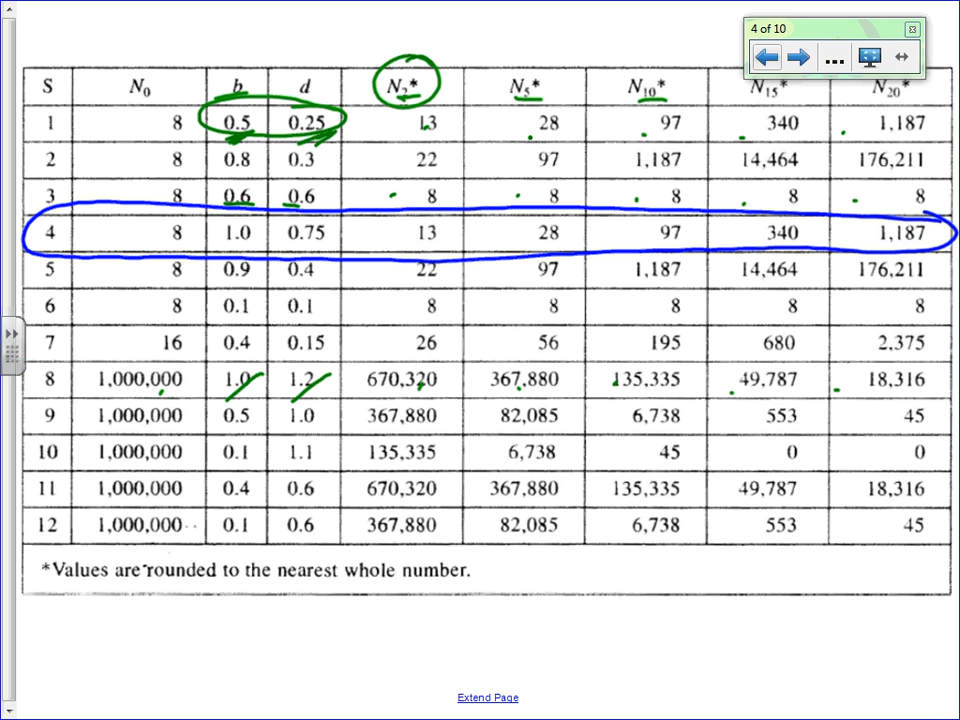 4 of 10
S N₀ b d N₂* N₅* N₁₀* N₁₅* N₂₀*
1 8 0.5 0.25 13 28 97 340 1,187
2 8 0.8 0.3 22 97 1,187 14,464 176,211
3 8 0.6 0.6 8 8 8 8 8
4 8 1.0 0.75 13 28 97 340 1,187
5 8 0.9 0.4 22 97 1,187 14,464 176,211
6 8 0.1 0.1 8 8 8 8 8
7 16 0.4 0.15 26 56 195 680 2,375
8 1,000,000 1.0 1.2 670,320 367,880 135,335 49,787 18,316
9 1,000,000 0.5 1.0 367,880 82,085 6,738 553 45
10 1,000,000 0.1 1.1 135,335 6,738 45 0 0
11 1,000,000 0.4 0.6 670,320 367,880 135,335 49,787 18,316
12 1,000,000 0.1 0.6 367,880 82,085 6,738 553 45
*Values are rounded to the nearest whole number.
Extend Page